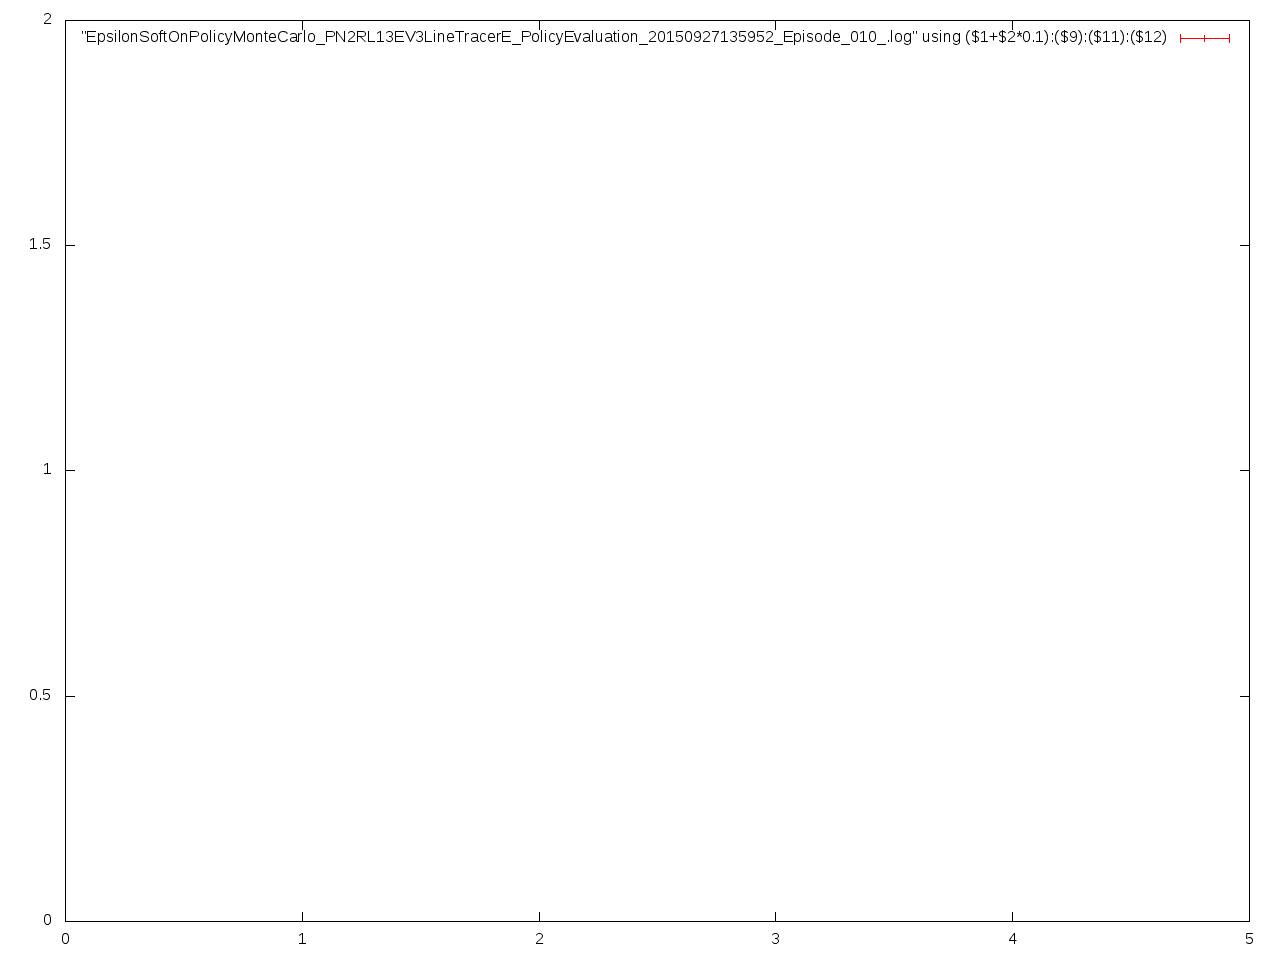 2
"EpsilonSoftOnPolicyMonteCarlo_PN2RL13EV3LineTracerE_PolicyEvaluation_20150927135952_Episode_010_.log" using ($1+$2*0.1):($9):($11):($12)
1.5
1
0.5
0
0 1 2 3 4 5